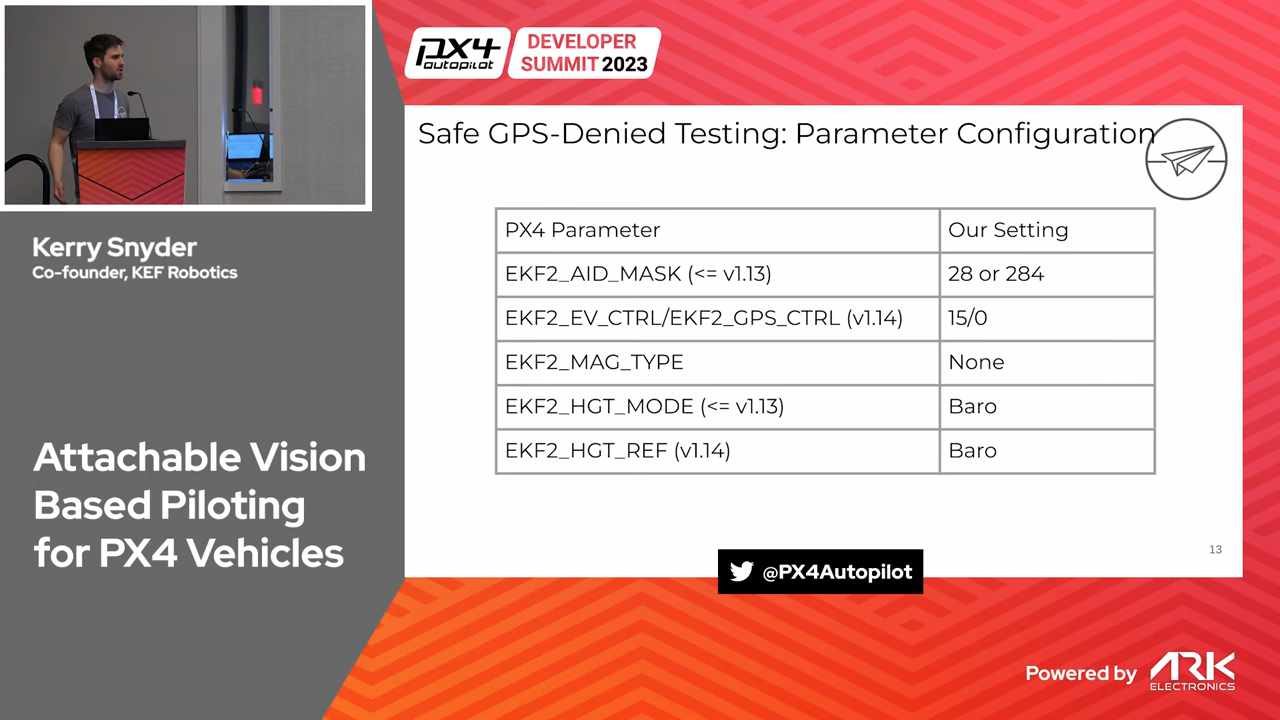 PX4
autopilot
DEVELOPER
SUMMIT 2023
Safe GPS-Denied Testing: Parameter Configuration
PX4 Parameter
Our Setting
EKF2_AID_MASK (<= v1.13)
28 or 284
EKF2_EV_CTRL/EKF2_GPS_CTRL (v1.14)
15/0
EKF2_MAG_TYPE
None
EKF2_HGT_MODE (<= v1.13)
Baro
EKF2_HGT_REF (v1.14)
Baro
13
Kerry Snyder
Co-founder, KEF Robotics
Attachable Vision
Based Piloting
for PX4 Vehicles
@PX4Autopilot
Powered by
ARK
ELECTRONICS